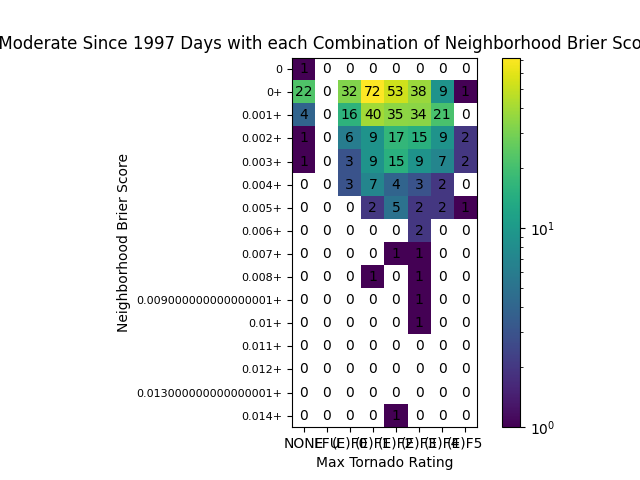 Moderate Since 1997 Days with each Combination of Neighborhood Brier Sco
Neighborhood Brier Score
0 1 0 0 0 0 0 0 0
0+ 22 0 32 72 53 38 9 1
0.001+ 4 0 16 40 35 34 21 0
0.002+ 1 0 6 9 17 15 9 2
0.003+ 1 0 3 9 15 9 7 2
0.004+ 0 0 3 7 4 3 2 0
0.005+ 0 0 0 2 5 2 2 1
0.006+ 0 0 0 0 0 2 0 0
0.007+ 0 0 0 0 1 1 0 0
0.008+ 0 0 0 1 0 1 0 0
0.009000000000000001+ 0 0 0 0 0 1 0 0
0.01+ 0 0 0 0 0 1 0 0
0.011+ 0 0 0 0 0 0 0 0
0.012+ 0 0 0 0 0 0 0 0
0.013000000000000001+ 0 0 0 0 0 0 0 0
0.014+ 0 0 0 0 1 0 0 0
NONE (E)F5
Max Tornado Rating
10¹
10⁰